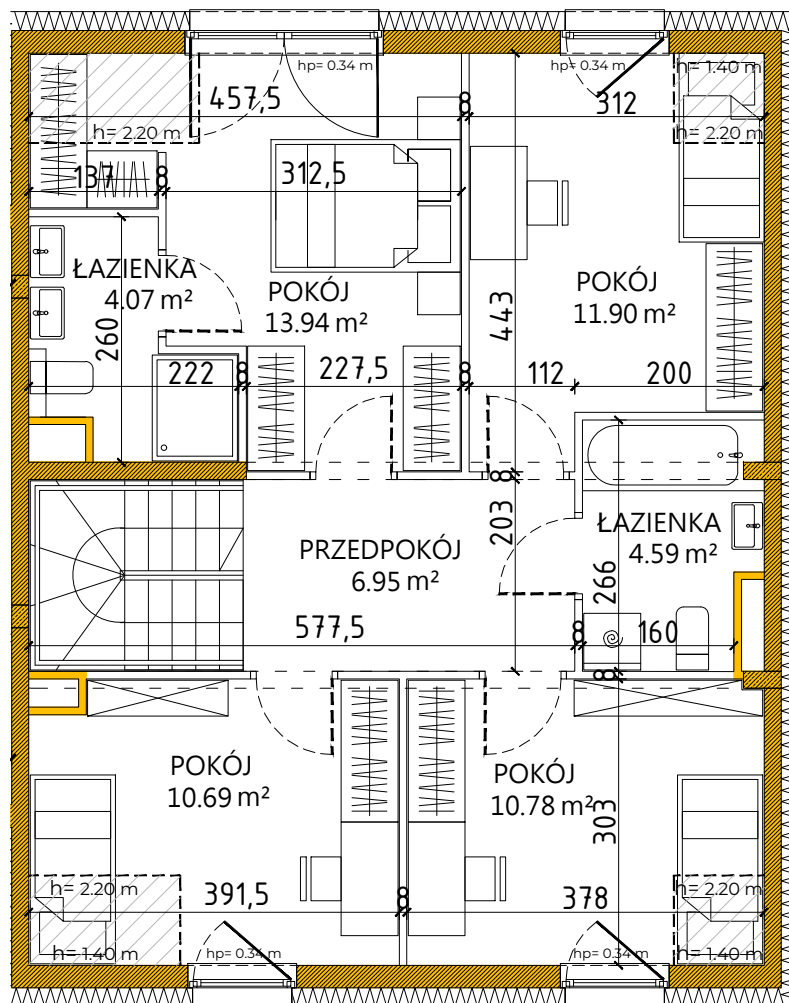 hp= 0.34 m
hp= 0.34 m
h= 1.40 m
457,5
8
312
h= 2.20 m
h= 2.20 m
137
8
312,5
ŁAZIENKA
4.07 m²
POKÓJ
13.94 m²
POKÓJ
11.90 m²
443
260
222
8
227,5
8
112
200
8
203
ŁAZIENKA
4.59 m²
PRZEDPOKÓJ
6.95 m²
266
577,5
8
160
8
POKÓJ
10.69 m²
POKÓJ
10.78 m²
303
h= 2.20 m
h= 2.20 m
391,5
8
378
h= 1.40 m
hp= 0.34 m
hp= 0.34 m
h= 1.40 m